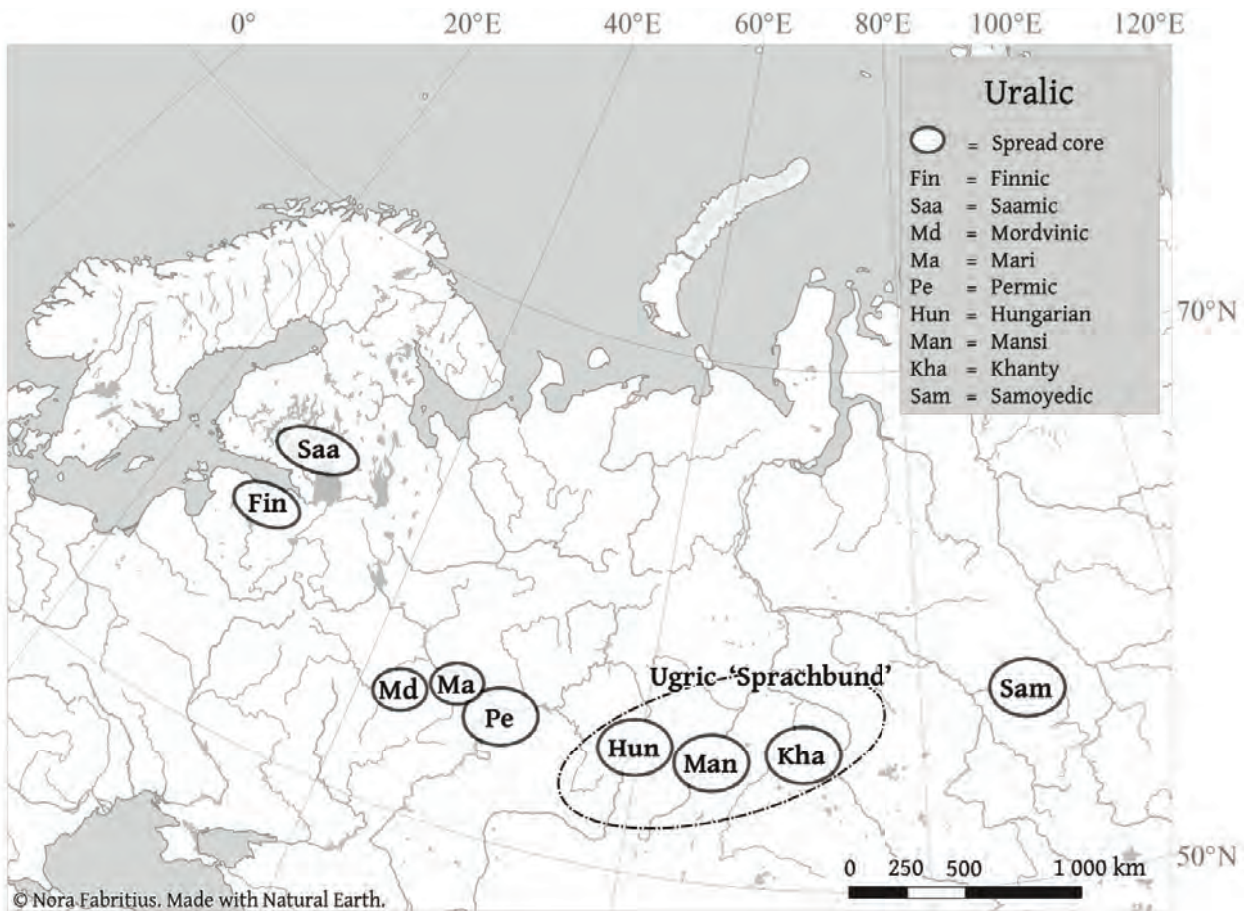 0° 20°E 40°E 60°E 80°E 100°E 120°E
Uralic
= Spread core
Fin = Finnic
Saa = Saamic
Md = Mordvinic
Ma = Mari
Pe = Permic
Hun = Hungarian
Man = Mansi
Kha = Khanty
Sam = Samoyedic
70°N
Saa
Fin
Ugric 'Sprachbund'
Md
Ma
Pe
Sam
Hun
Man
Kha
50°N
0 250 500 1 000 km
© Nora Fabritius. Made with Natural Earth.